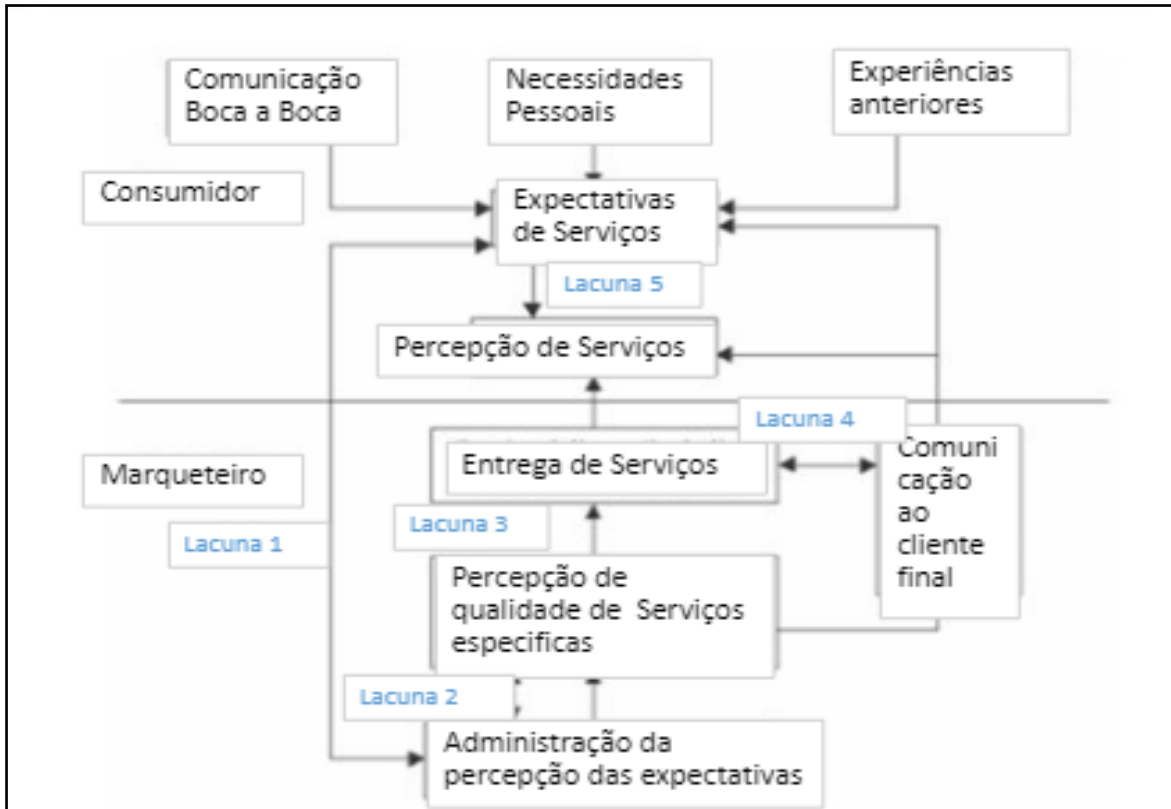 Comunicação
Boca a Boca
Necessidades
Pessoais
Experiências
anteriores
Consumidor
Expectativas
de Serviços
Lacuna 5
Percepção de Serviços
Lacuna 4
Entrega de Serviços
Comuni
cação
ao
cliente
final
Marqueteiro
Lacuna 3
Lacuna 1
Percepção de
qualidade de Serviços
especificas
Lacuna 2
Administração da
percepção das expectativas